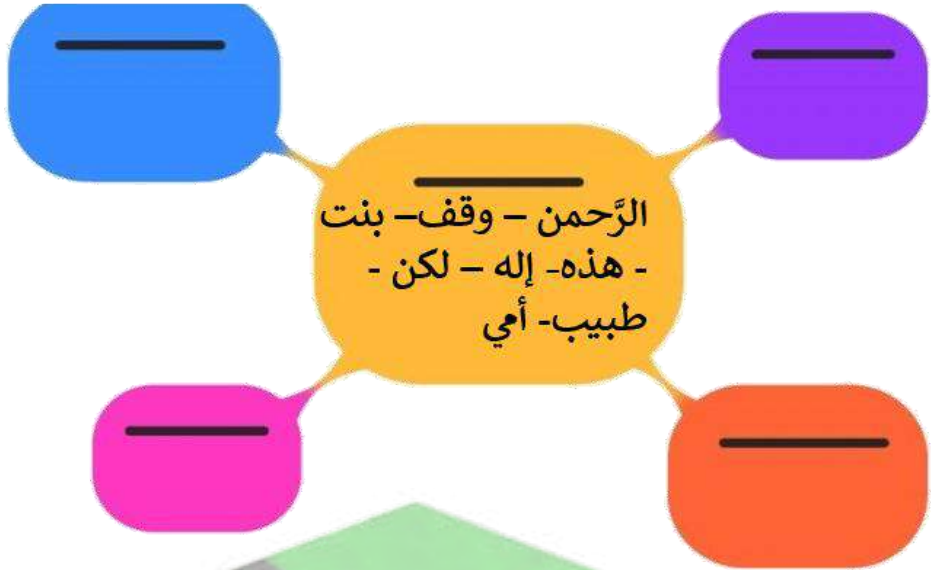 الرَّحمن – وقف– بنت
- هذه- إله – لكن -
طبيب- أمي